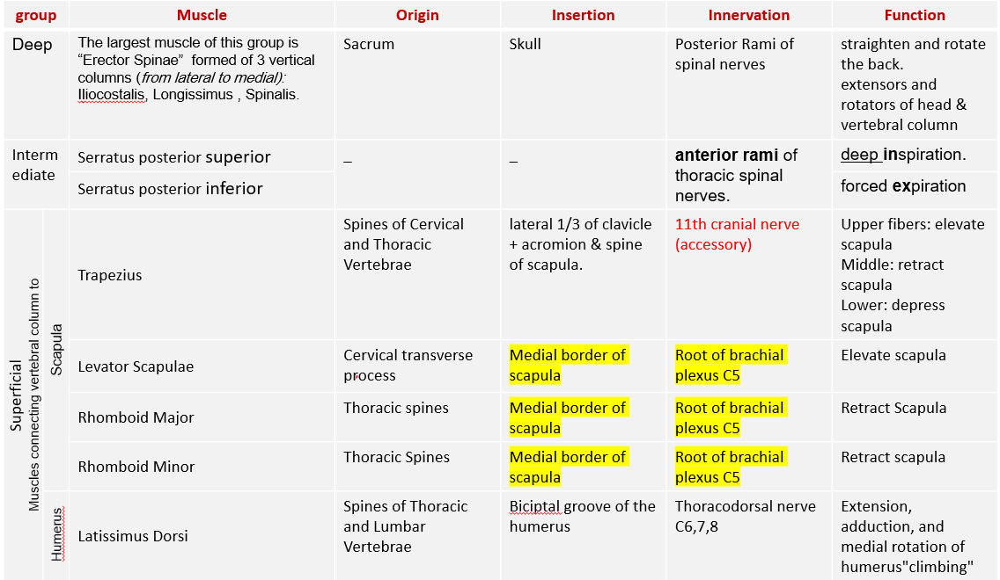 group Muscle Origin Insertion Innervation Function
Deep
The largest muscle of this group is
“Erector Spinae” formed of 3 vertical
columns (from lateral to medial):
Iliocostalis, Longissimus , Spinalis.
Sacrum
Skull
Posterior Rami of
spinal nerves
straighten and rotate
the back.
extensors and
rotators of head &
vertebral column
Interm
ediate
Serratus posterior superior
Serratus posterior inferior
_
_
anterior rami of
thoracic spinal
nerves.
deep inspiration.
forced expiration
Superficial
Muscles connecting vertebral column to
Scapula
Trapezius
Spines of Cervical
and Thoracic
Vertebrae
lateral 1/3 of clavicle
+ acromion & spine
of scapula.
11th cranial nerve
(accessory)
Upper fibers: elevate
scapula
Middle: retract
scapula
Lower: depress
scapula
Levator Scapulae
Cervical transverse
process
Medial border of
scapula
Root of brachial
plexus C5
Elevate scapula
Rhomboid Major
Thoracic spines
Medial border of
scapula
Root of brachial
plexus C5
Retract Scapula
Rhomboid Minor
Thoracic Spines
Medial border of
scapula
Root of brachial
plexus C5
Retract scapula
Humerus
Latissimus Dorsi
Spines of Thoracic
and Lumbar
Vertebrae
Biciptal groove of the
humerus
Thoracodorsal nerve
C6,7,8
Extension,
adduction, and
medial rotation of
humerus"climbing"